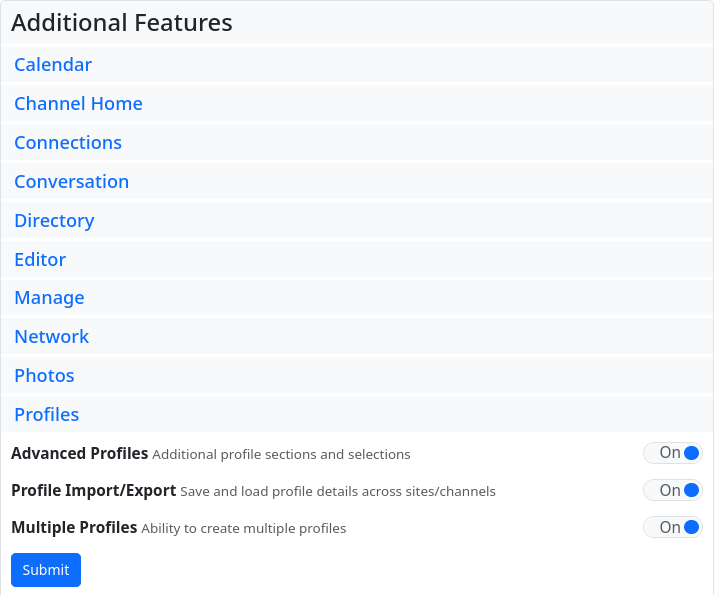 Additional Features
Calendar
Channel Home
Connections
Conversation
Directory
Editor
Manage
Network
Photos
Profiles
Advanced Profiles Additional profile sections and selections On
Profile Import/Export Save and load profile details across sites/channels On
Multiple Profiles Ability to create multiple profiles On
Submit